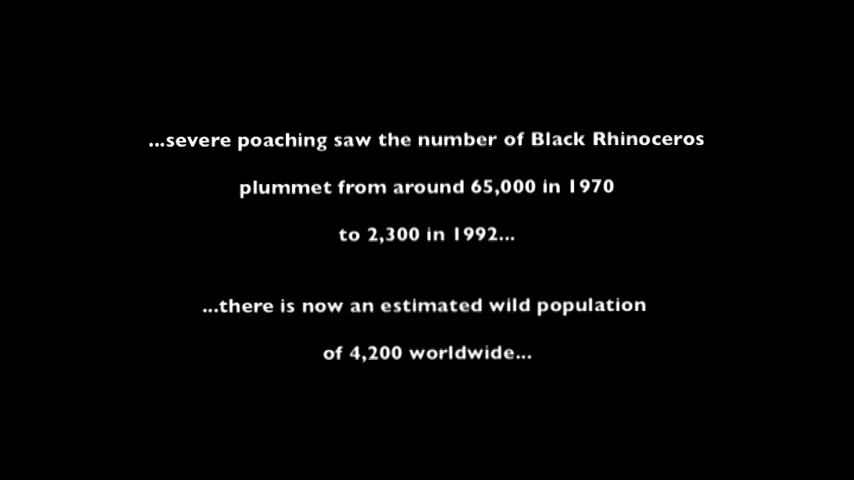 ...severe poaching saw the number of Black Rhinoceros
plummet from around 65,000 in 1970
to 2,300 in 1992...
...there is now an estimated wild population
of 4,200 worldwide...